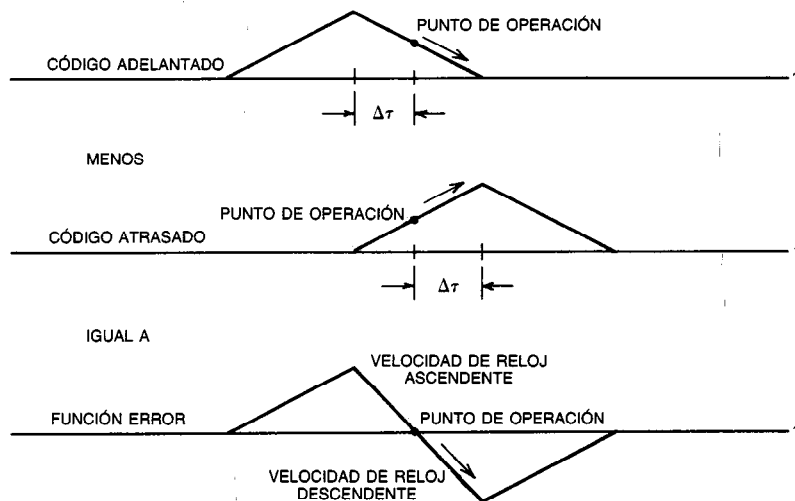 PUNTO DE OPERACIÓN
CÓDIGO ADELANTADO
Δτ
MENOS
PUNTO DE OPERACIÓN
CÓDIGO ATRASADO
Δτ
IGUAL A
VELOCIDAD DE RELOJ
ASCENDENTE
FUNCIÓN ERROR
PUNTO DE OPERACIÓN
VELOCIDAD DE RELOJ
DESCENDENTE